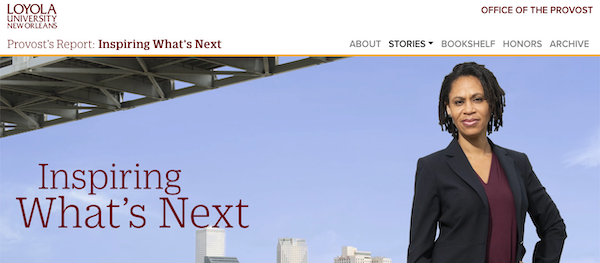 LOYOLA
UNIVERSITY
NEW ORLEANS
OFFICE OF THE PROVOST
Provost's Report: Inspiring What's Next
ABOUT STORIES BOOKSHELF HONORS ARCHIVE
Inspiring
What's Next